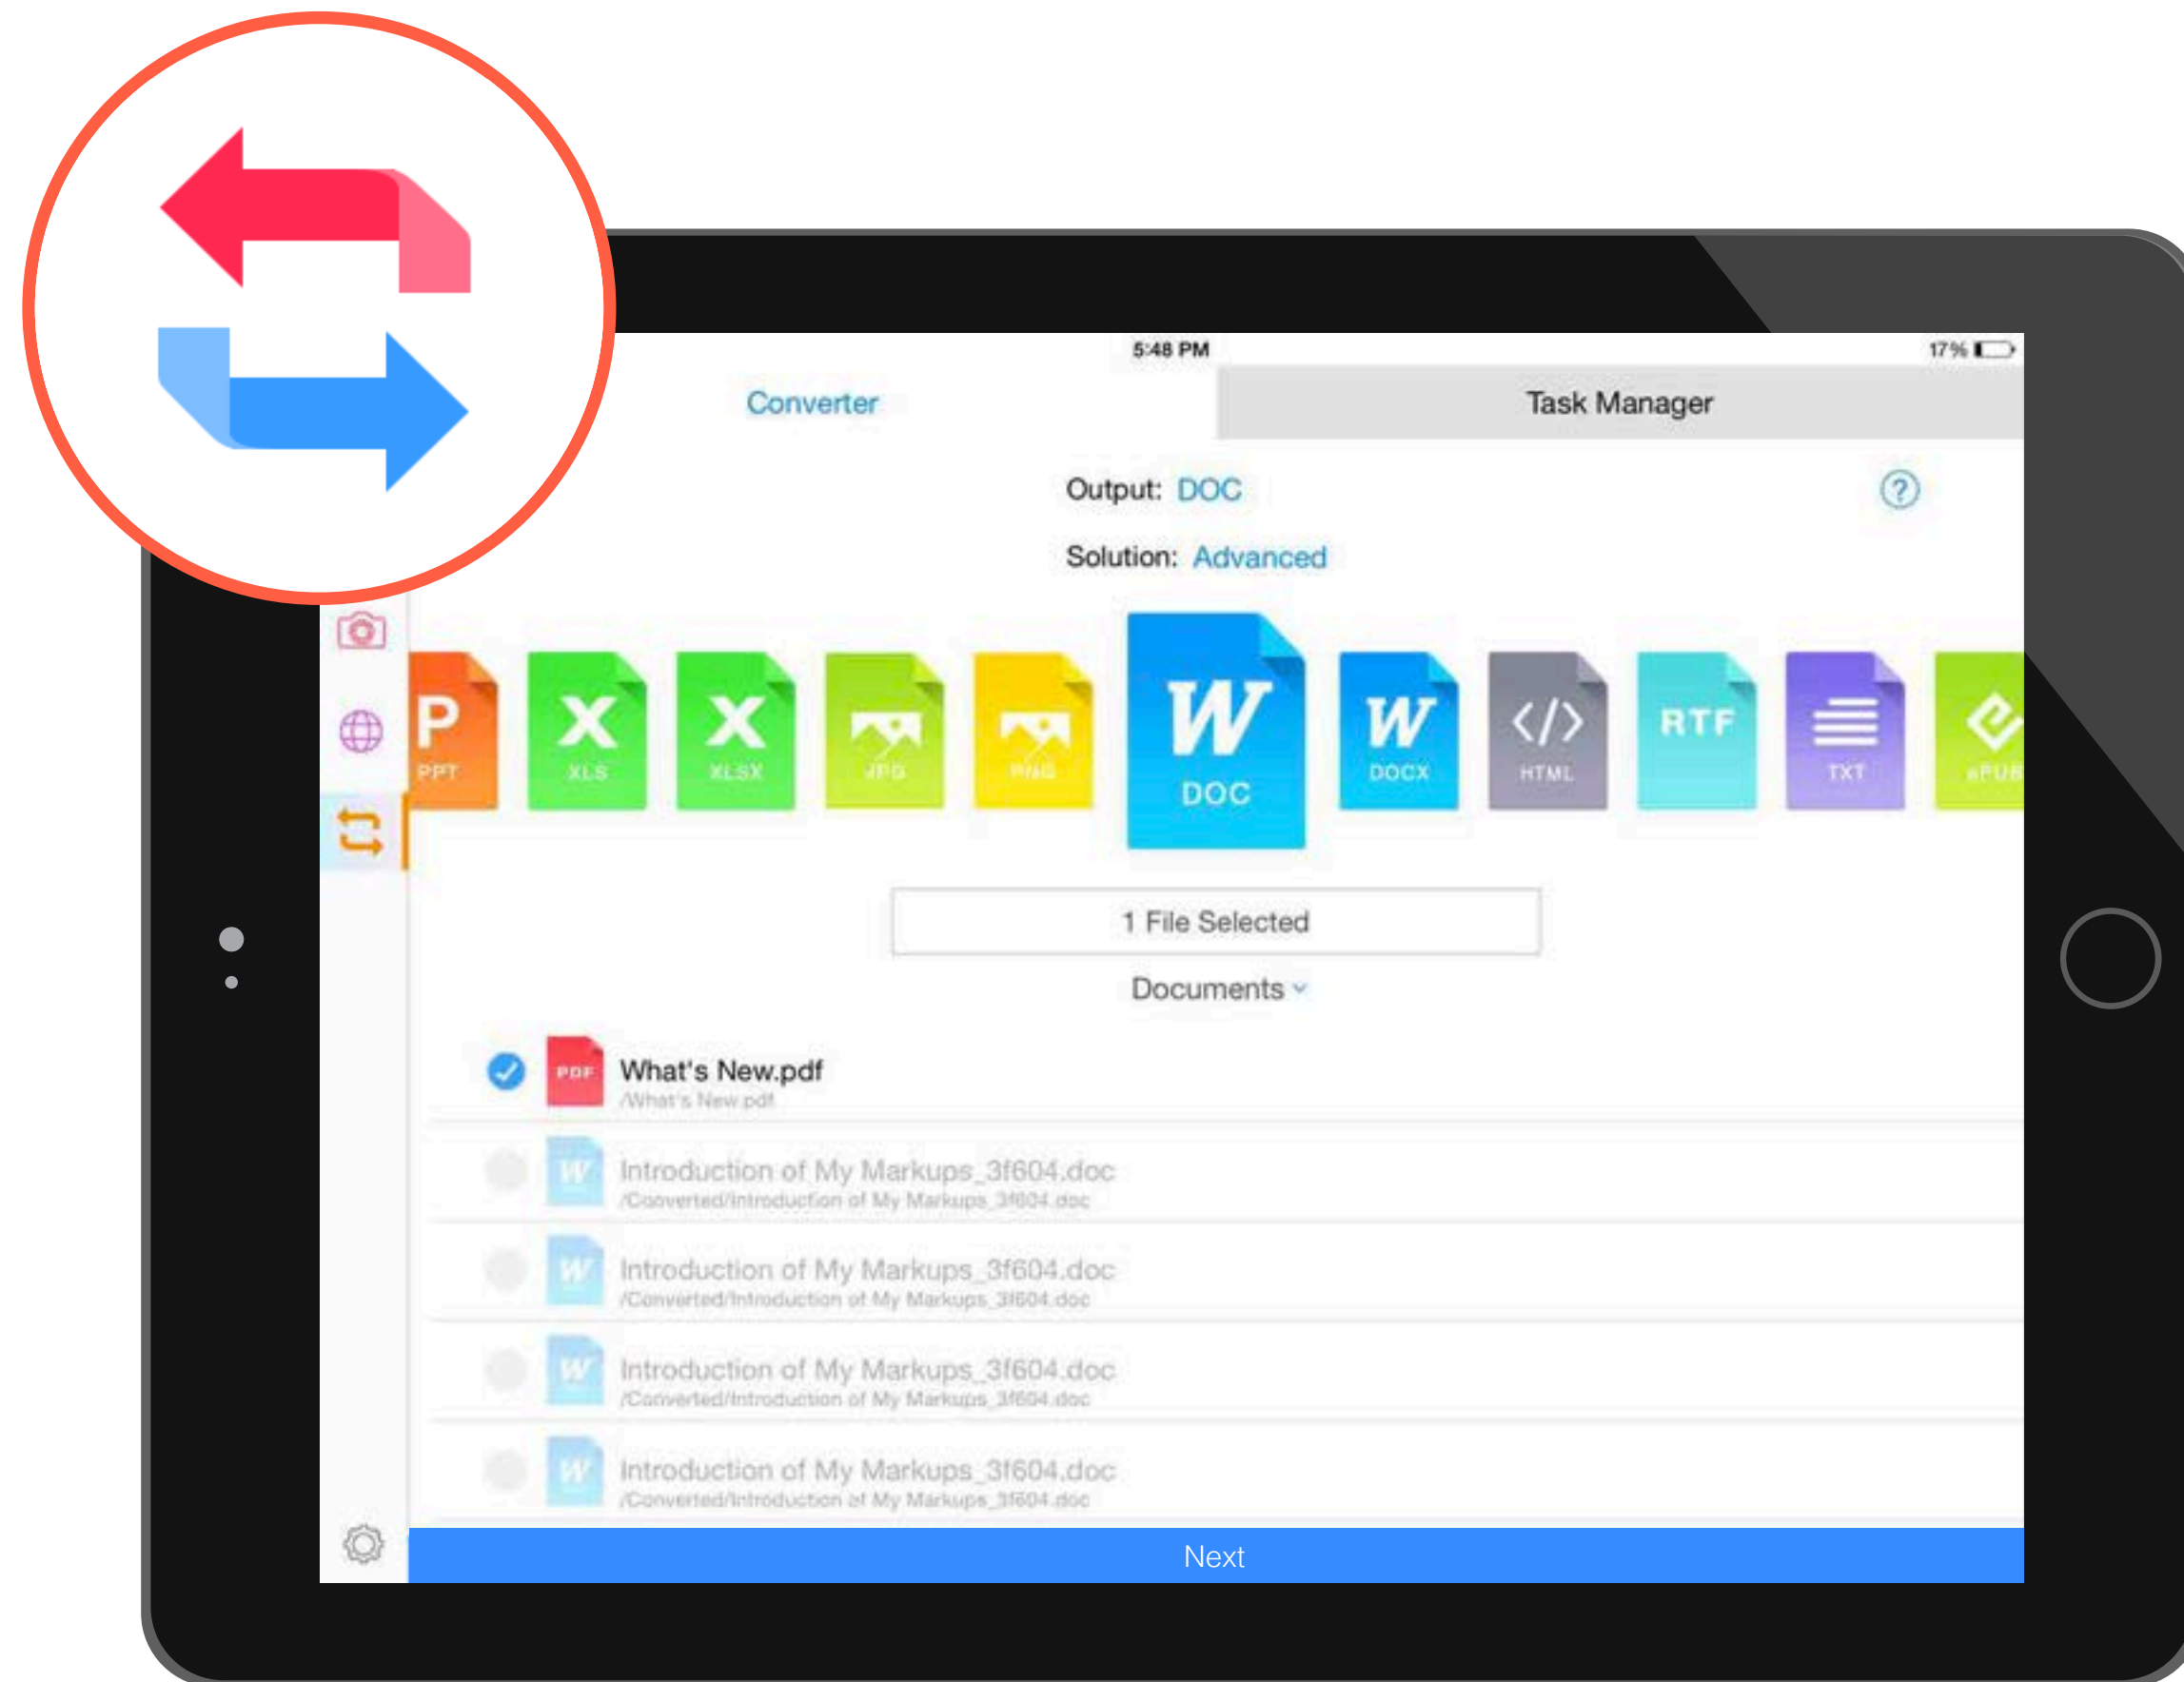 5:48 PM
17%
Converter
Task Manager
Output: DOC
Solution: Advanced
P
PPT
X
XLS
X
XLSX
JPG
PNG
W
DOC
W
DOCX
</>
HTML
RTF
TXT
ePUB
1 File Selected
Documents
PDF
What's New.pdf
/What's New.pdf
W
Introduction of My Markups_3f604.doc
/Converted/Introduction of My Markups_3f604.doc
W
Introduction of My Markups_3f604.doc
/Converted/Introduction of My Markups_3f604.doc
W
Introduction of My Markups_3f604.doc
/Converted/Introduction of My Markups_3f604.doc
W
Introduction of My Markups_3f604.doc
/Converted/Introduction of My Markups_3f604.doc
Next